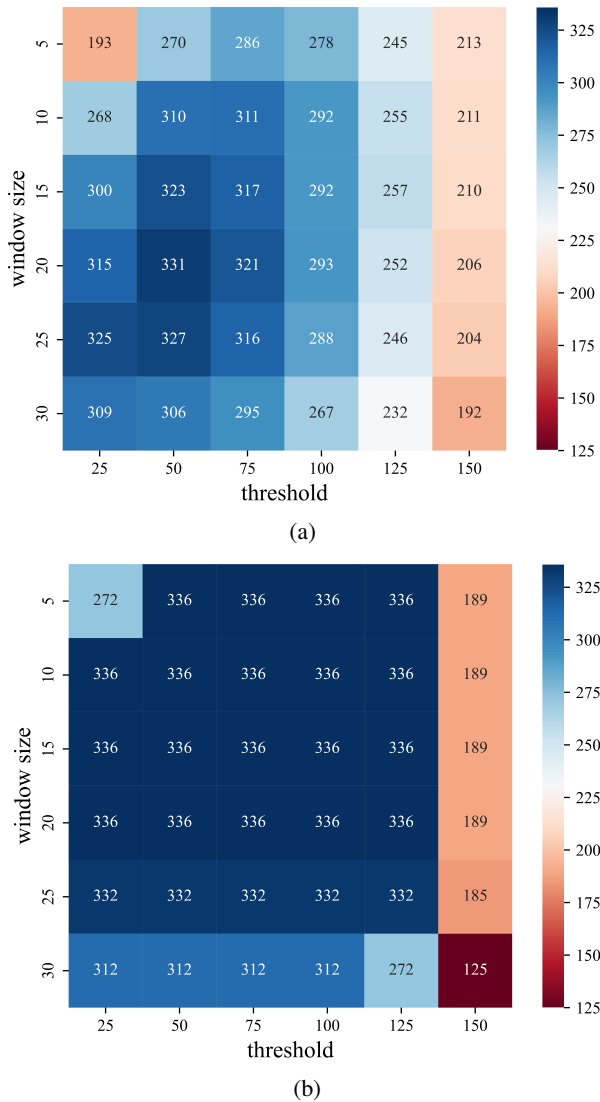 5 193 270 286 278 245 213
10 268 310 311 292 255 211
15 300 323 317 292 257 210
20 315 331 321 293 252 206
25 325 327 316 288 246 204
30 309 306 295 267 232 192
window size
25 50 75 100 125 150
threshold
325
300
275
250
225
200
175
150
125
(a)
5 272 336 336 336 336 189
10 336 336 336 336 336 189
15 336 336 336 336 336 189
20 336 336 336 336 336 189
25 332 332 332 332 332 185
30 312 312 312 312 272 125
window size
25 50 75 100 125 150
threshold
325
300
275
250
225
200
175
150
125
(b)